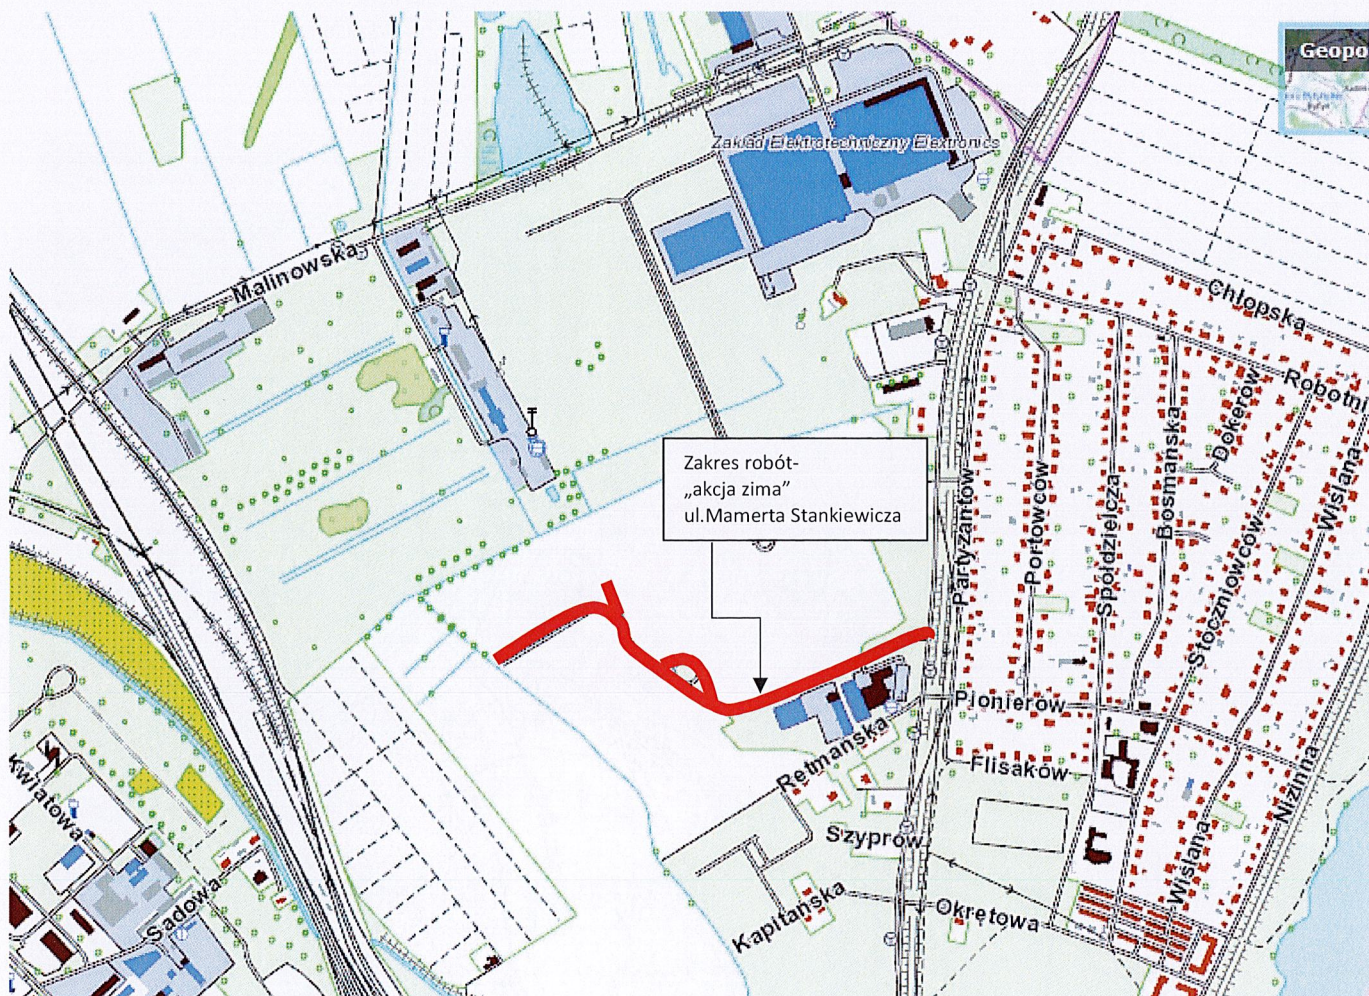 Geopo
Zakład Elektrotechniczny Elextronics
Malinowska
Chłopska
Robotni
Dokerów
Bosmańska
Wiślana
Zakres robót-
„akcja zima”
ul.Mamerta Stankiewicza
Partyzantów
Portowców
Spółdzielcza
Stoczniowców
Pionierów
Retmańska
Flisaków
Nizinna
Kwiatowa
Szyprów
Wiślana
Sadowa
Kapitańska
Okrętowa